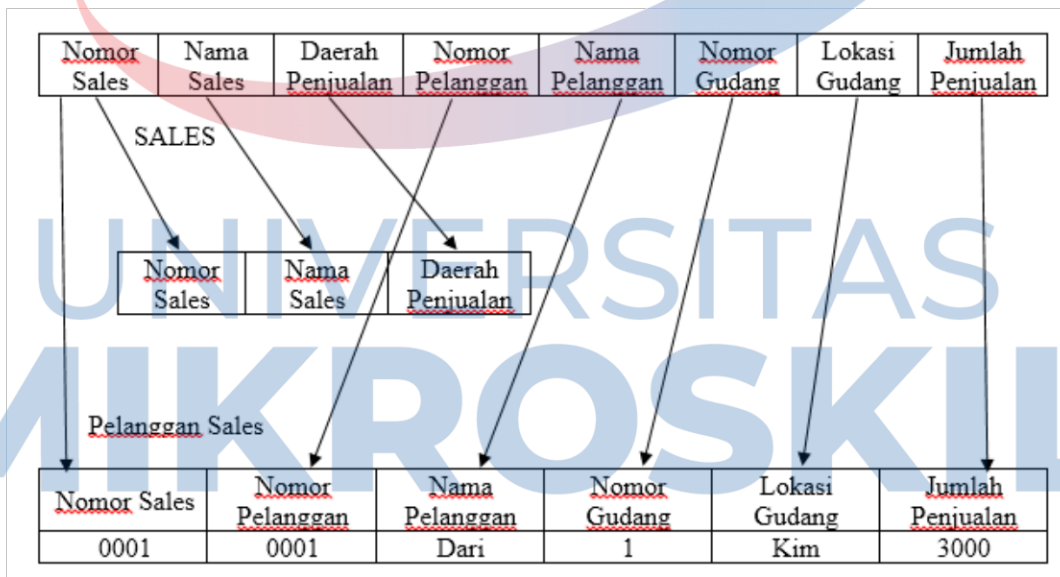 Nomor Sales
Nama Sales
Daerah Penjualan
Nomor Pelanggan
Nama Pelanggan
Nomor Gudang
Lokasi Gudang
Jumlah Penjualan
SALES
Nomor Sales
Nama Sales
Daerah Penjualan
UNIVERSITAS
MIKROSKIL
Pelanggan Sales
Nomor Sales
Nomor Pelanggan
Nama Pelanggan
Nomor Gudang
Lokasi Gudang
Jumlah Penjualan
0001
0001
Dari
1
Kim
3000